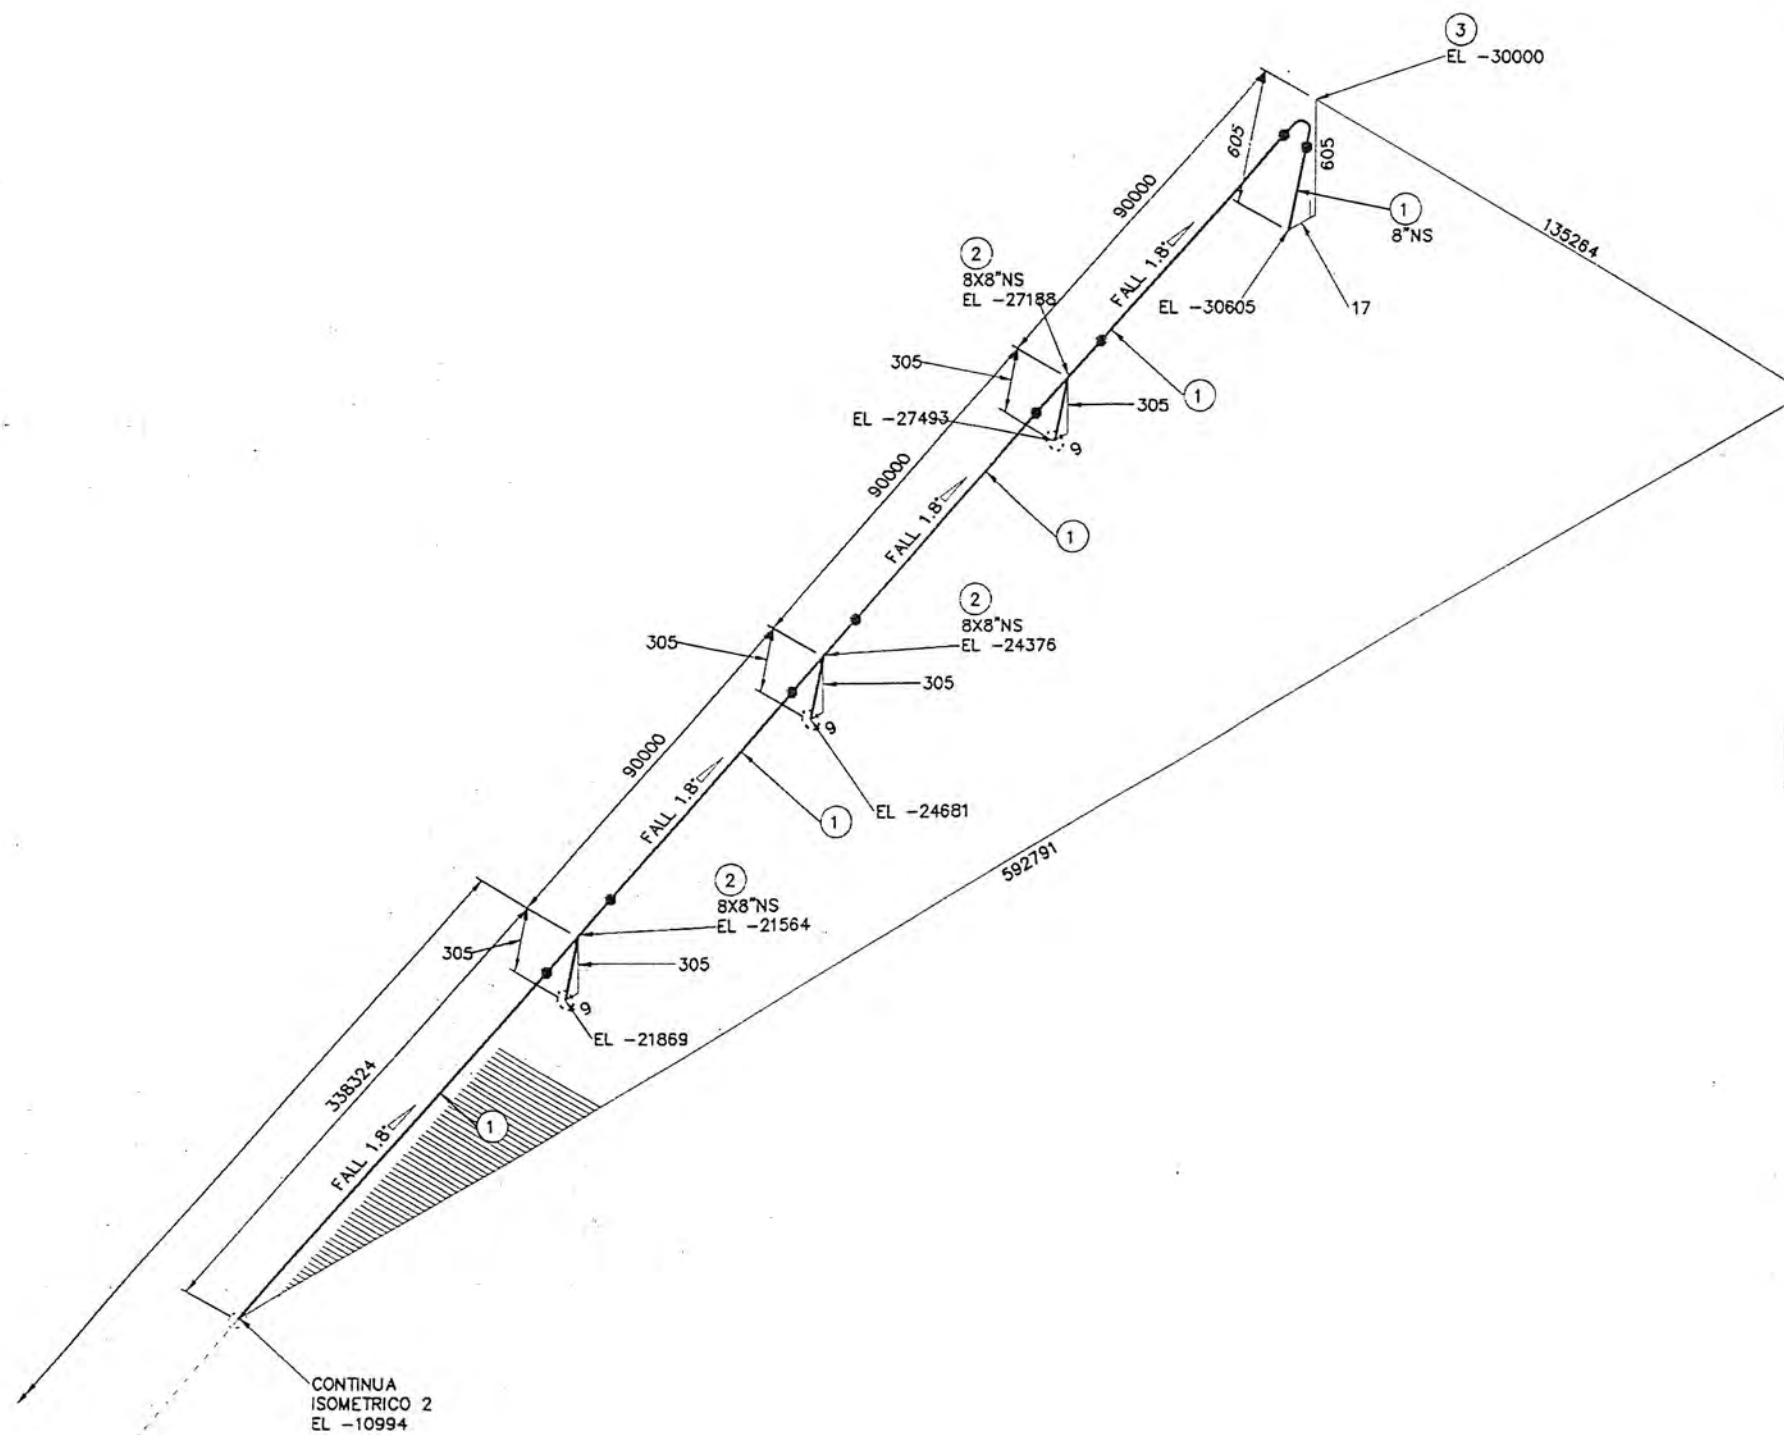 3
EL -30000
605
605
90000
1
8"NS
135264
2
8X8"NS
EL -27188
FALL 1.8°
EL -30605
17
305
1
305
EL -27493
9
90000
FALL 1.8°
1
2
8X8"NS
EL -24376
305
305
9
90000
FALL 1.8°
EL -24681
1
592791
2
8X8"NS
EL -21564
305
305
9
EL -21869
338324
FALL 1.8°
1
CONTINUA
ISOMETRICO 2
EL -10994